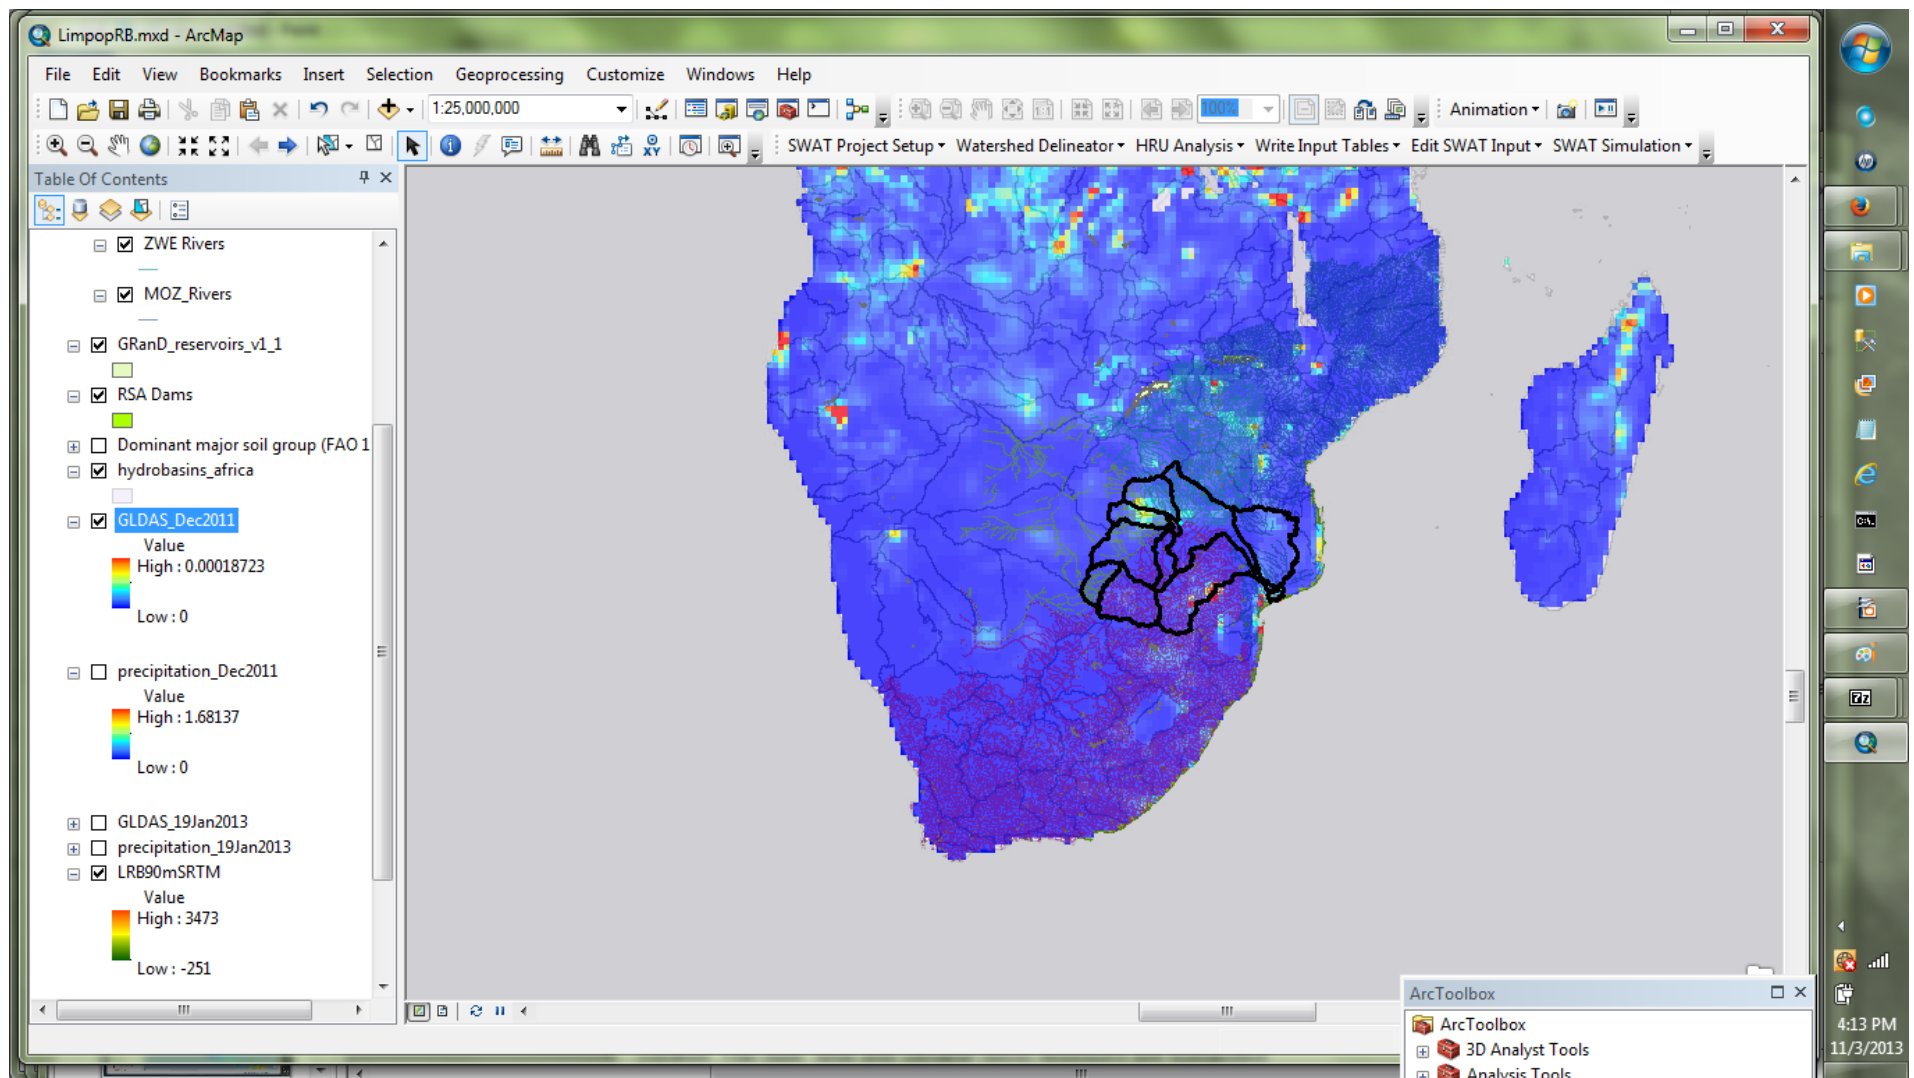 LimpopRB.mxd - ArcMap
File Edit View Bookmarks Insert Selection Geoprocessing Customize Windows Help
1:25,000,000 100% Animation
SWAT Project Setup Watershed Delineator HRU Analysis Write Input Tables Edit SWAT Input SWAT Simulation
Table Of Contents
ZWE Rivers
MOZ_Rivers
GRanD_reservoirs_v1_1
RSA Dams
Dominant major soil group (FAO 1
hydrobasins_africa
GLDAS_Dec2011
Value
High : 0.00018723
Low : 0
precipitation_Dec2011
Value
High : 1.68137
Low : 0
GLDAS_19Jan2013
precipitation_19Jan2013
LRB90mSRTM
Value
High : 3473
Low : -251
ArcToolbox
ArcToolbox
3D Analyst Tools
Analysis Tools
4:13 PM
11/3/2013